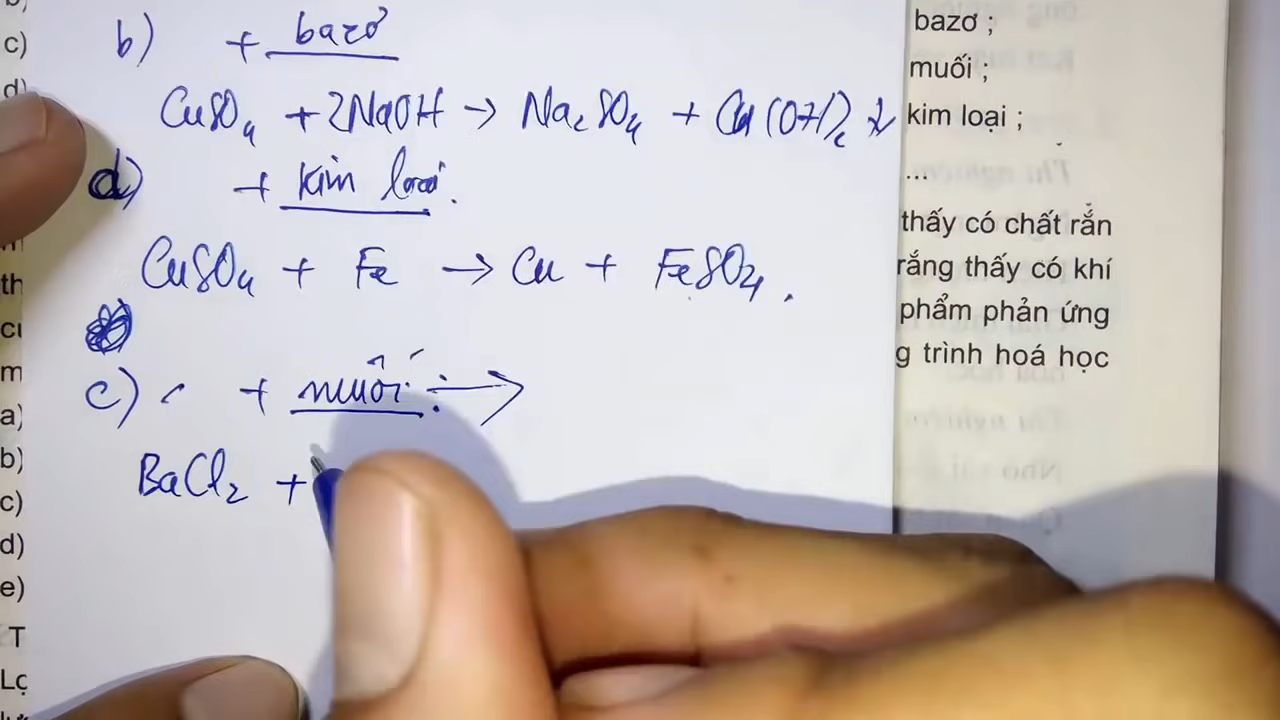 b) + bazơ
CuSO4 + 2NaOH → Na2SO4 + Cu(OH)2 ↓
d) + kim loại.
CuSO4 + Fe → Cu + FeSO4.
c) + muối: →
BaCl2 +
bazơ ;
muối ;
kim loại ;
...
thấy có chất rắn
rắng thấy có khí
phẩm phản ứng
g trình hoá học
c)
d)
th
m
a)
b)
c)
d)
e)
T